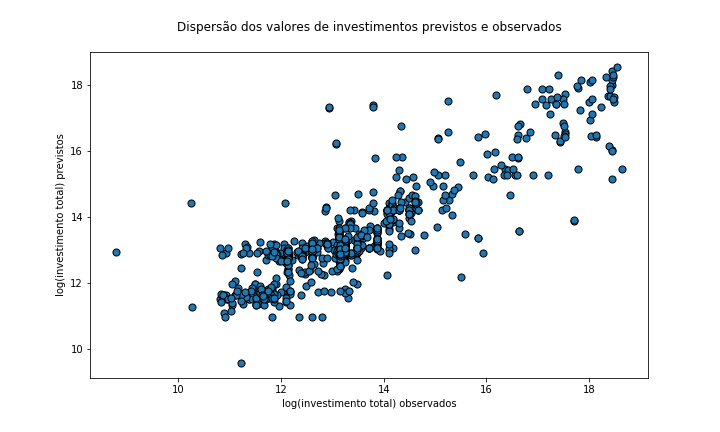 Dispersão dos valores de investimentos previstos e observados
log(investimento total) previstos
18
16
14
12
10
10 12 14 16 18
log(investimento total) observados